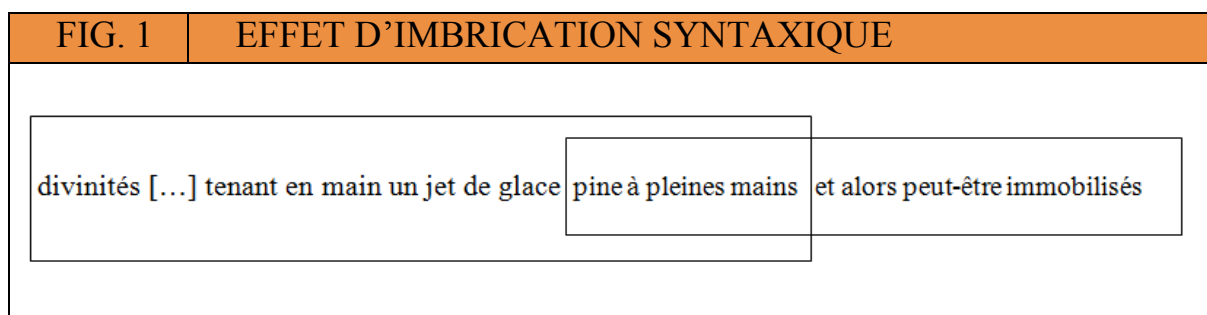 FIG. 1 EFFET D’IMBRICATION SYNTAXIQUE
divinités […] tenant en main un jet de glace pine à pleines mains et alors peut-être immobilisés